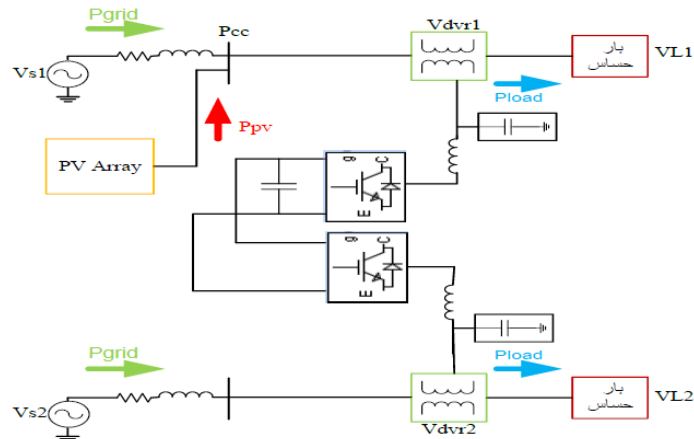 Pgrid
Pcc
Vdvr1
Vs1
بار
حساس
VL1
Pload
Ppv
PV Array
g
C
E
g
C
E
Pgrid
Pload
Vs2
Vdvr2
بار
حساس
VL2